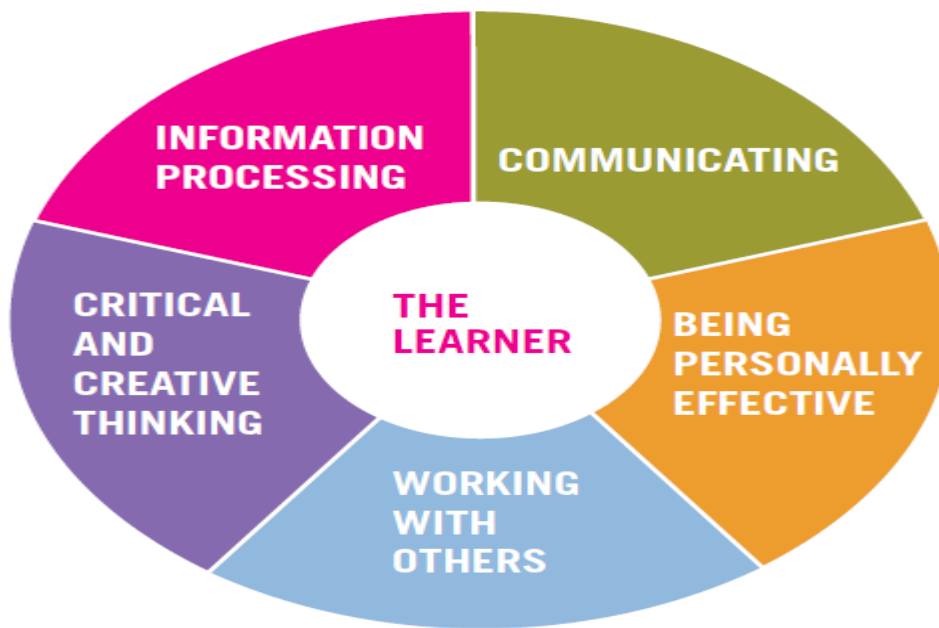 INFORMATION
PROCESSING
COMMUNICATING
CRITICAL
AND
CREATIVE
THINKING
THE
LEARNER
BEING
PERSONALLY
EFFECTIVE
WORKING
WITH
OTHERS